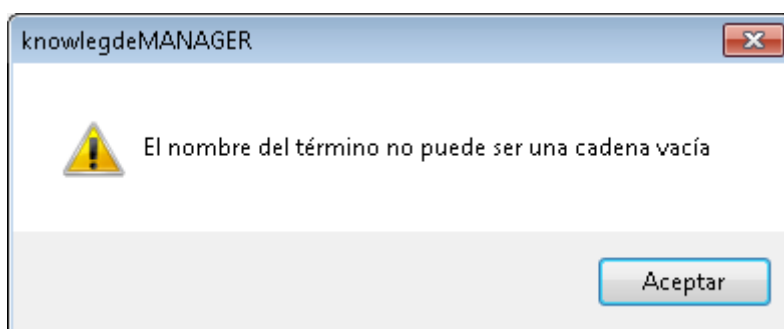 knowlegdeMANAGER
El nombre del término no puede ser una cadena vacía
Aceptar